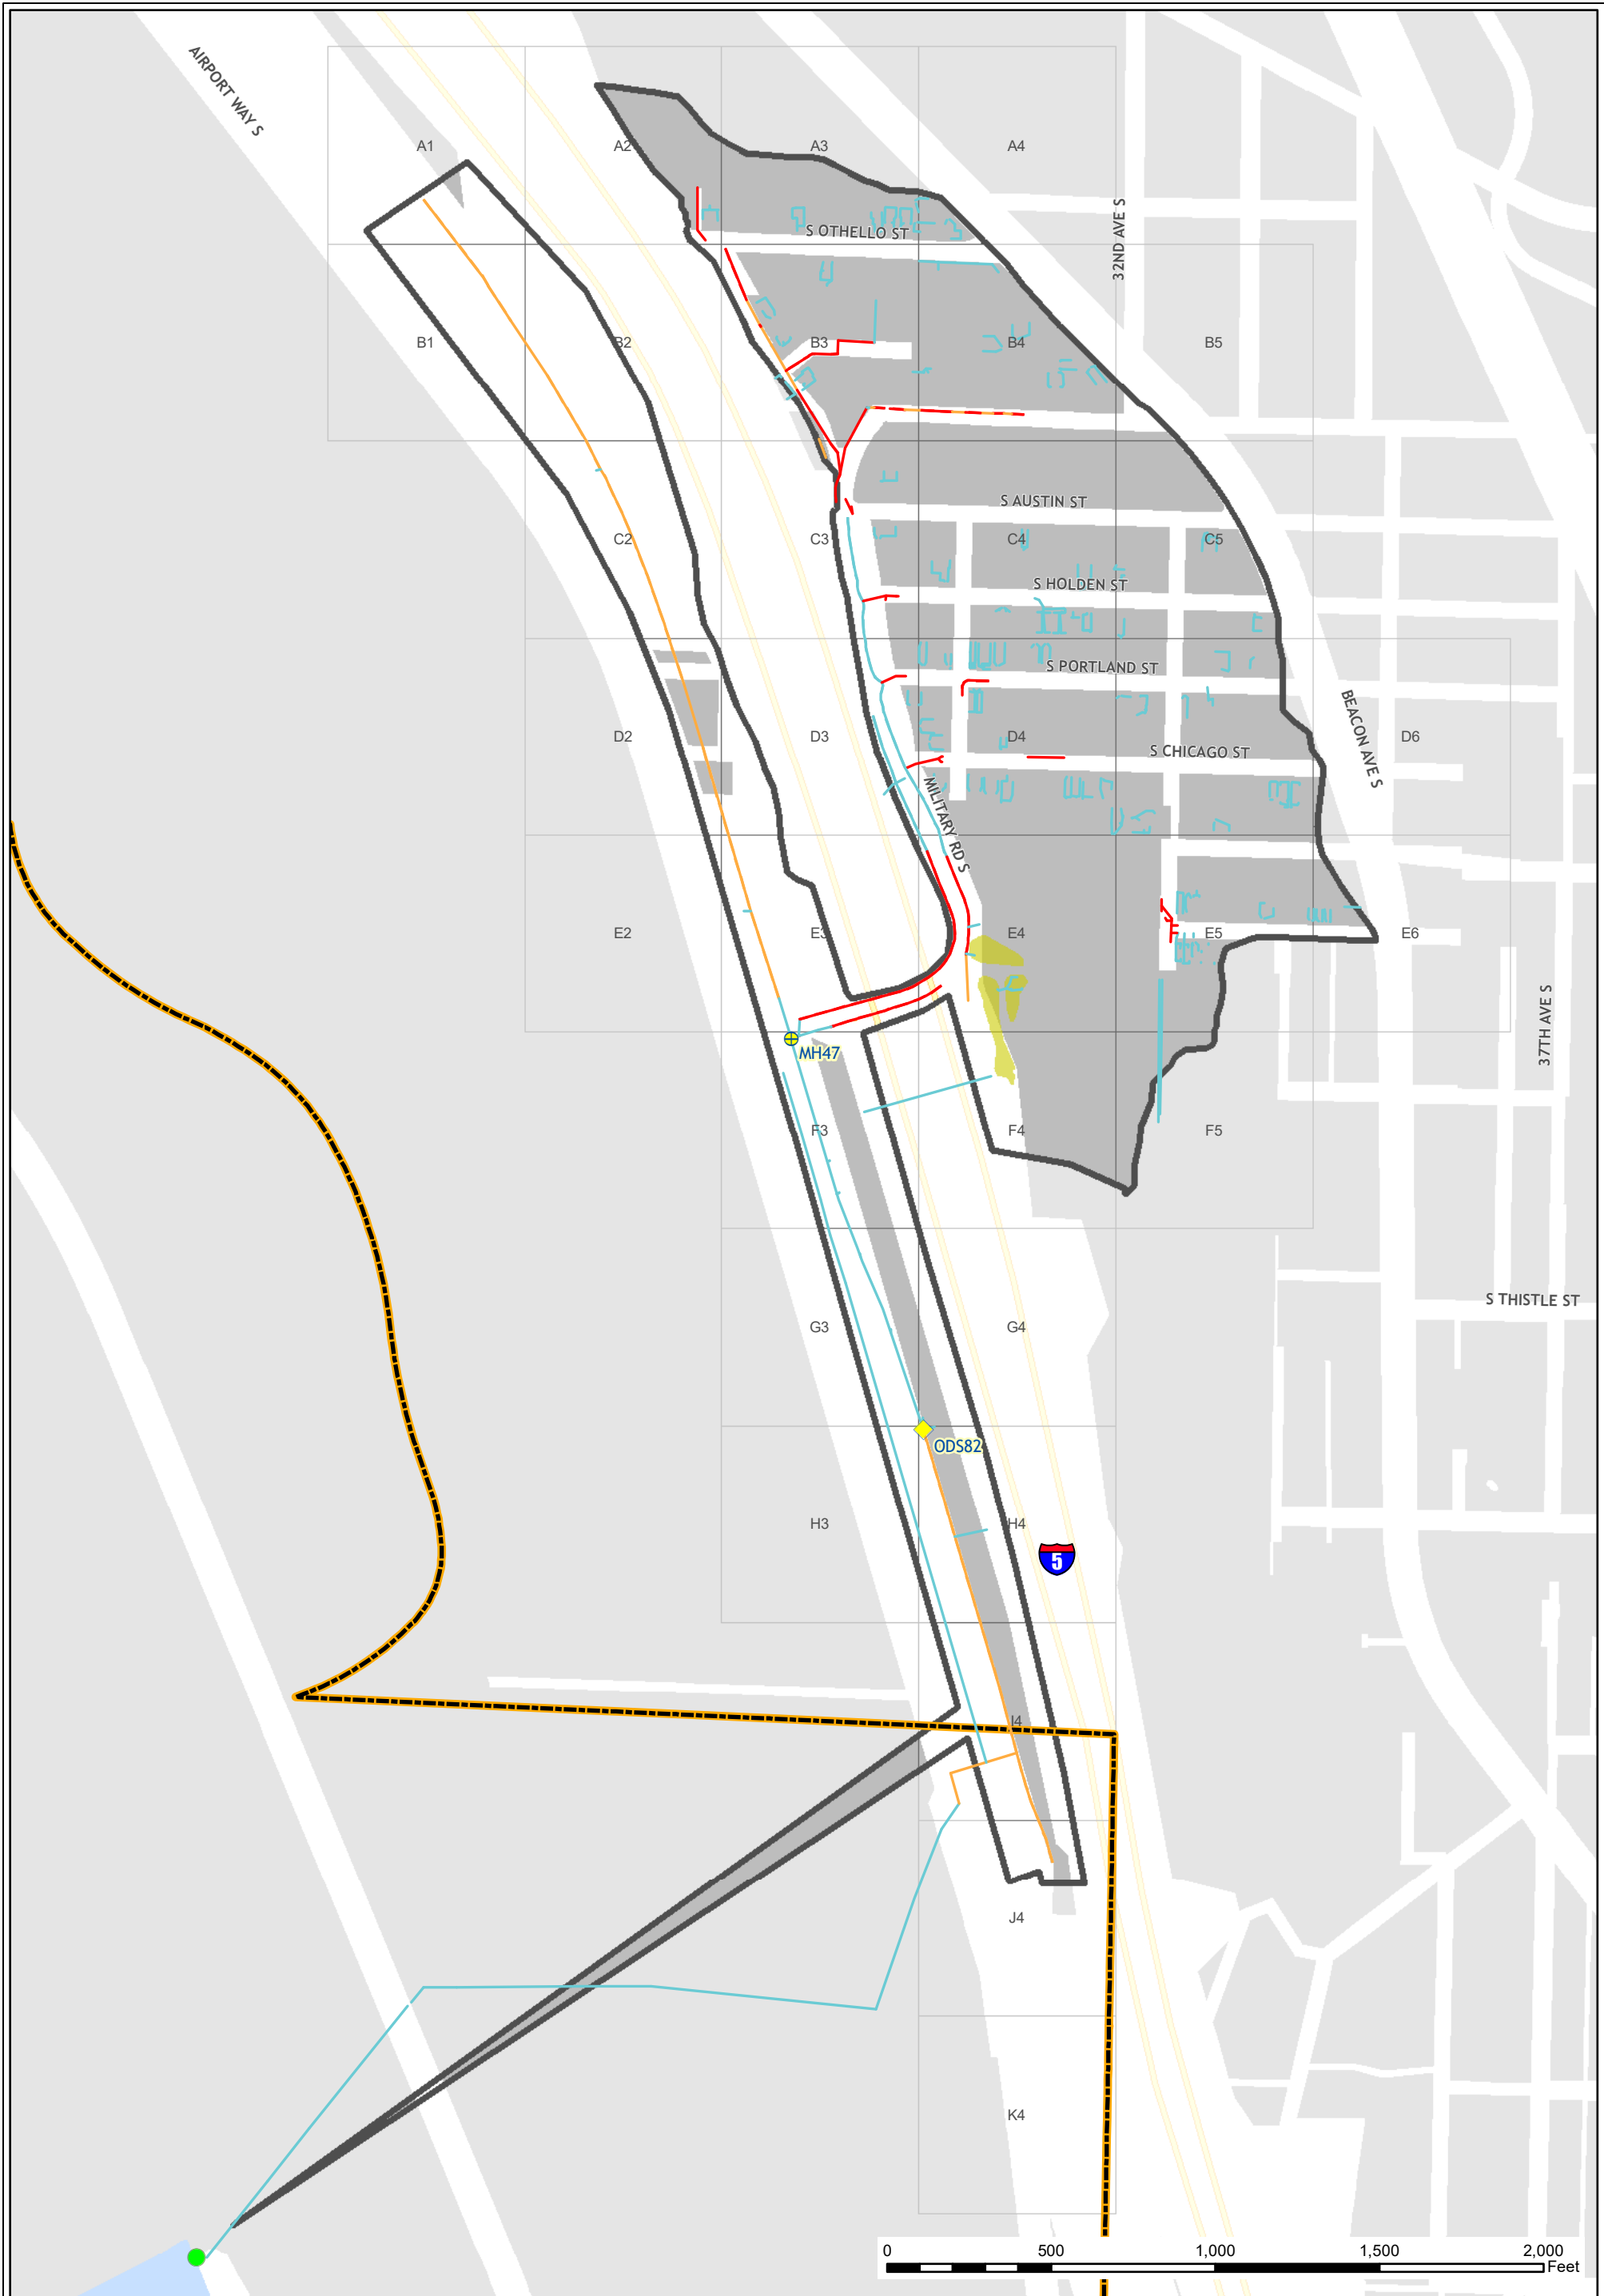 AIRPORT WAY S
A1
A2
A3
A4
S OTHELLO ST
32ND AVE S
B1
B2
B3
B4
B5
S AUSTIN ST
C2
C3
C4
C5
S HOLDEN ST
S PORTLAND ST
BEACON AVE S
D2
D3
D4
D6
S CHICAGO ST
MILITARY RD S
E2
E3
E4
E5
E6
37TH AVE S
MH47
F3
F4
F5
S THISTLE ST
G3
G4
ODS82
H3
H4
5
I4
J4
K4
0 500 1,000 1,500 2,000
Feet